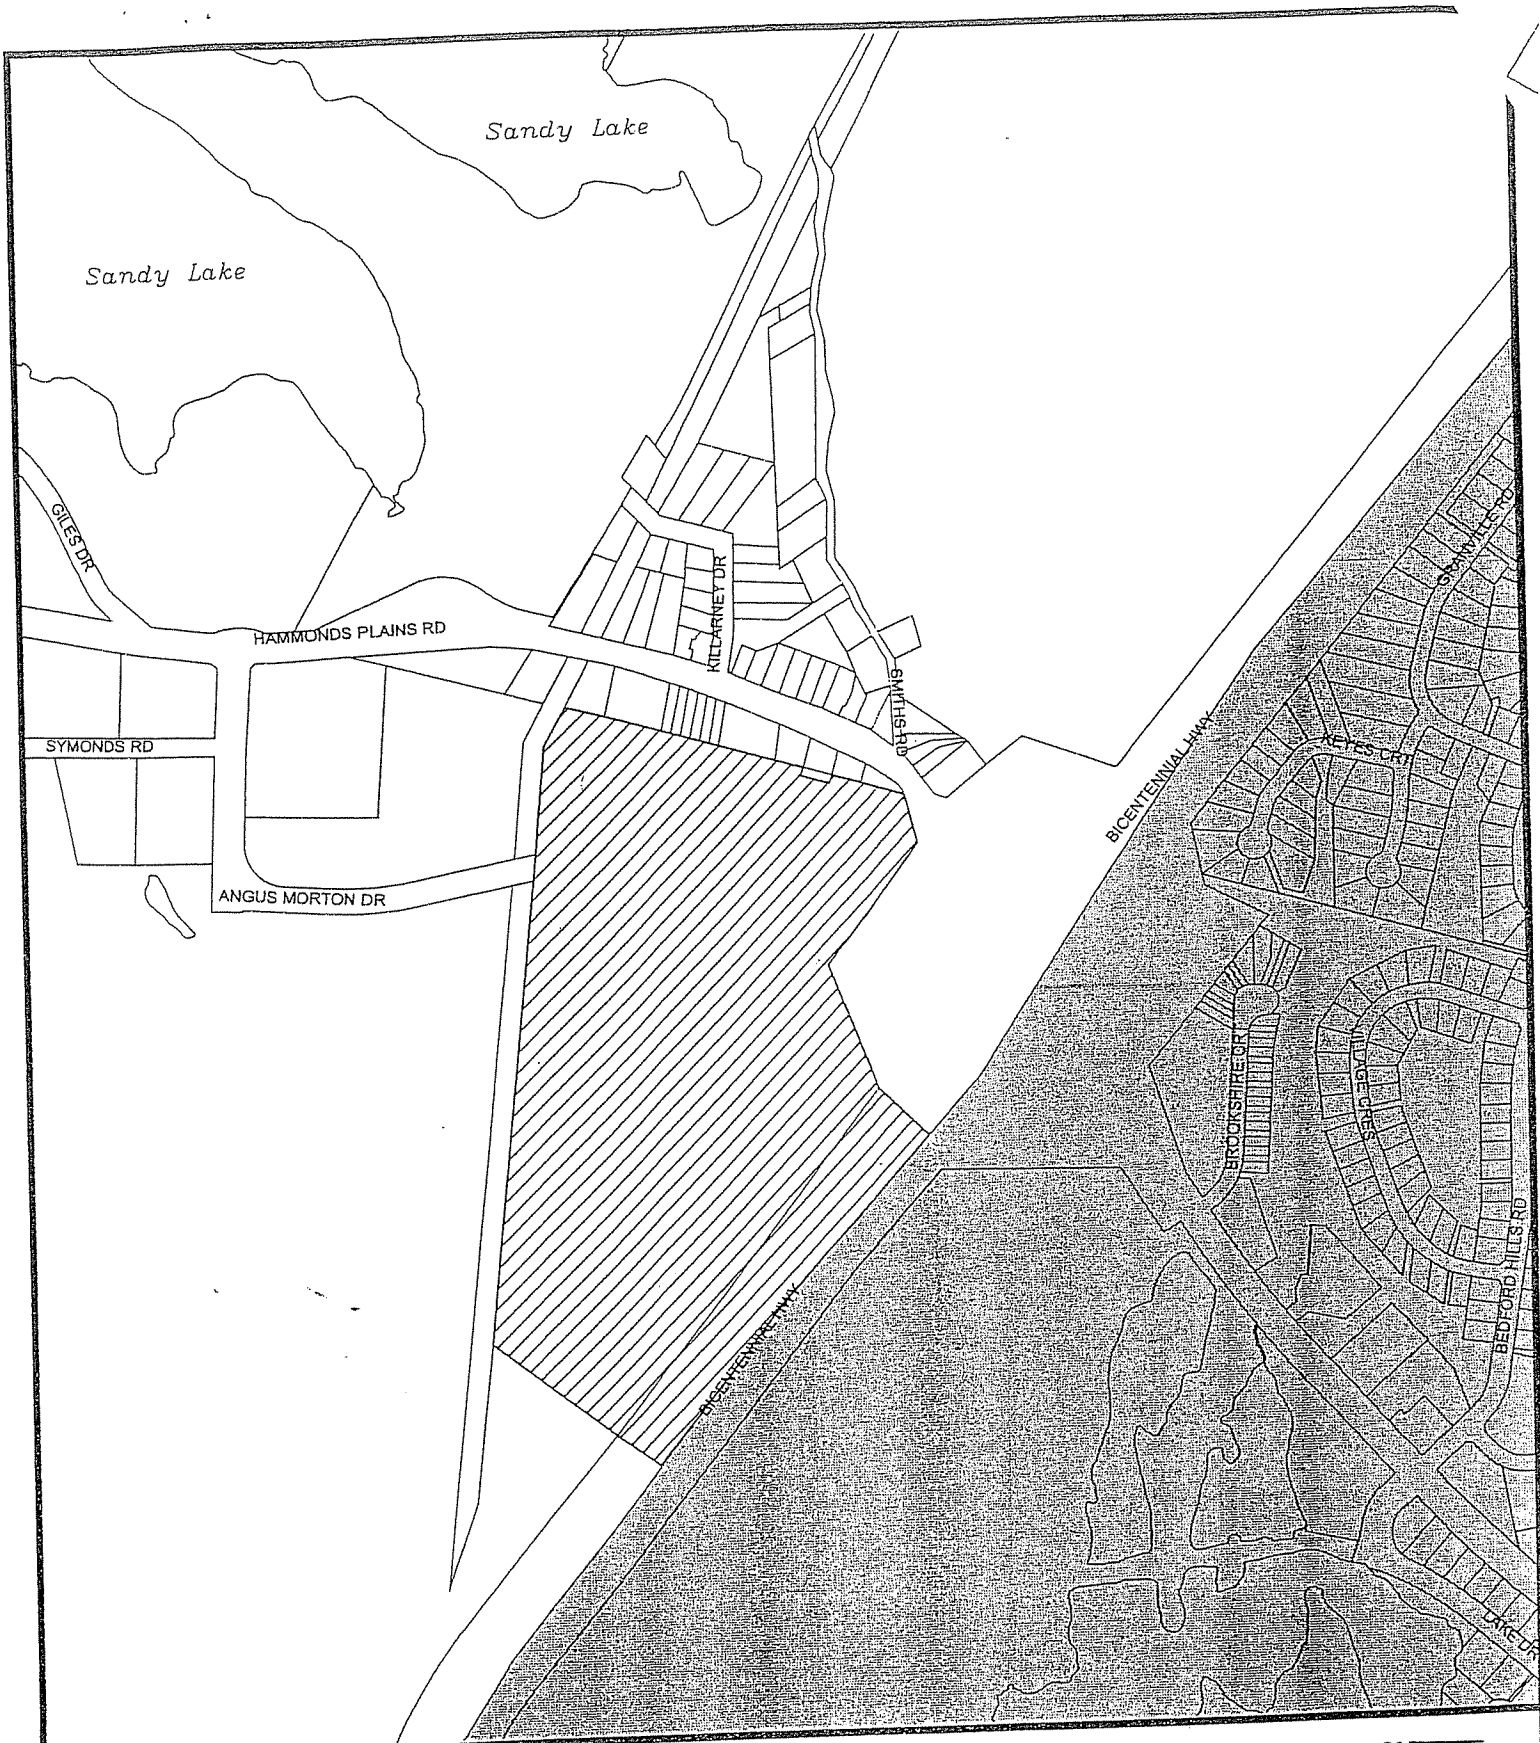 Sandy Lake
Sandy Lake
GILES DR
HAMMONDS PLAINS RD
KILLARNEY DR
SMITHS RD
SYMONDS RD
ANGUS MORTON DR
BICENTENNIAL HWY
GRANVILLE RD
KEYES CRT
BROOKSHIRE CRT
VILLAGE CRES
BEDFORD HILLS RD
BICENTENNIAL HWY
LAKE DR